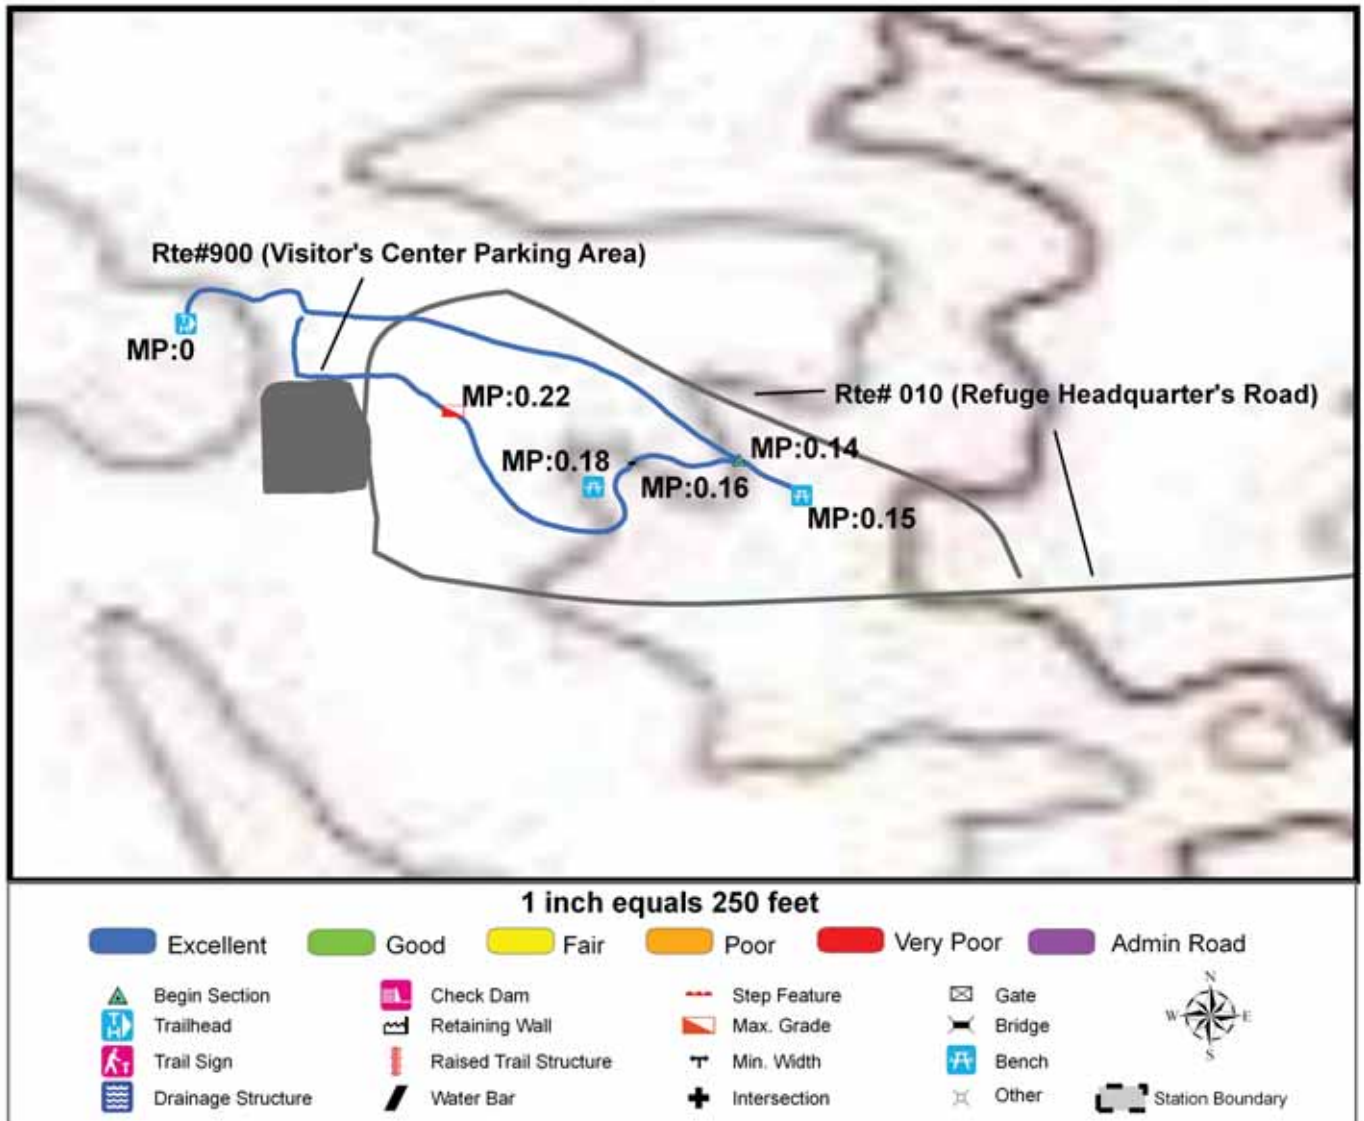 Rte#900 (Visitor's Center Parking Area)
MP:0
MP:0.22
Rte# 010 (Refuge Headquarter's Road)
MP:0.14
MP:0.18
MP:0.16
MP:0.15
1 inch equals 250 feet
Excellent Good Fair Poor Very Poor Admin Road
Begin Section Check Dam Step Feature Gate
Trailhead Retaining Wall Max. Grade Bridge
Trail Sign Raised Trail Structure Min. Width Bench
Drainage Structure Water Bar Intersection Other Station Boundary
N
W E
S